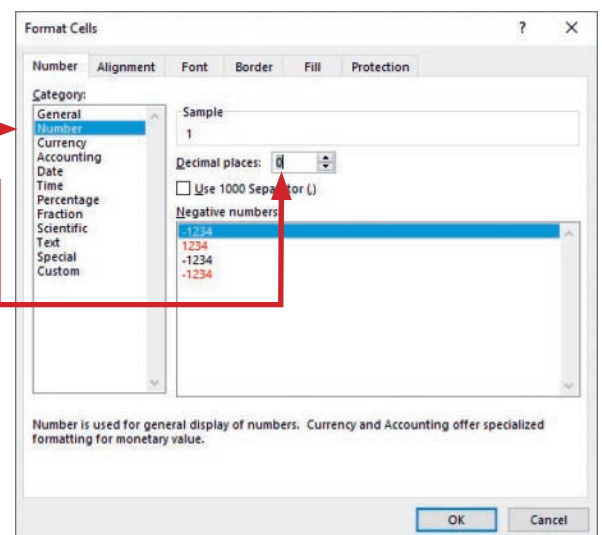 Format Cells ? ×
Number Alignment Font Border Fill Protection
Category:
General
Number
Currency
Accounting
Date
Time
Percentage
Fraction
Scientific
Text
Special
Custom
Sample
1
Decimal places: 0
Use 1000 Separator (,)
Negative numbers
-1234
1234
-1234
-1234
Number is used for general display of numbers. Currency and Accounting offer specialized
formatting for monetary value.
OK Cancel